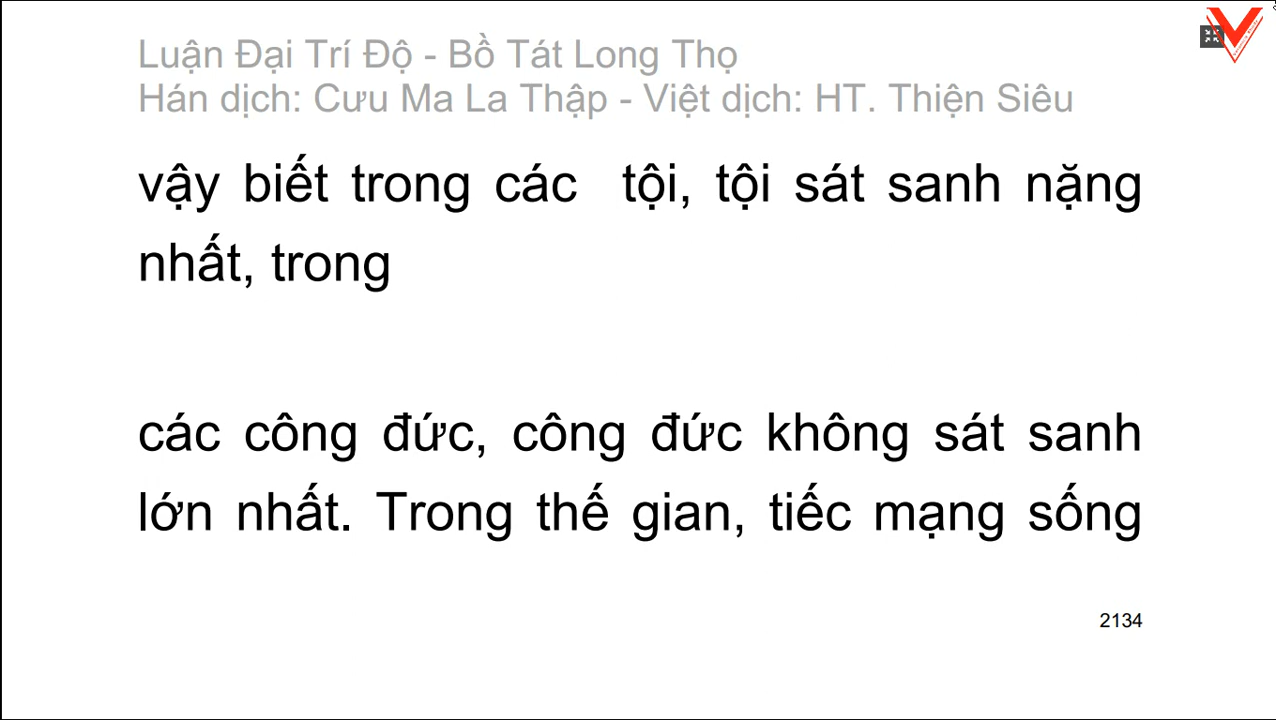 Luận Đại Trí Độ - Bồ Tát Long Thọ
Hán dịch: Cưu Ma La Thập - Việt dịch: HT. Thiện Siêu
vậy biết trong các tội, tội sát sanh nặng
nhất, trong
các công đức, công đức không sát sanh
lớn nhất. Trong thế gian, tiếc mạng sống
2134